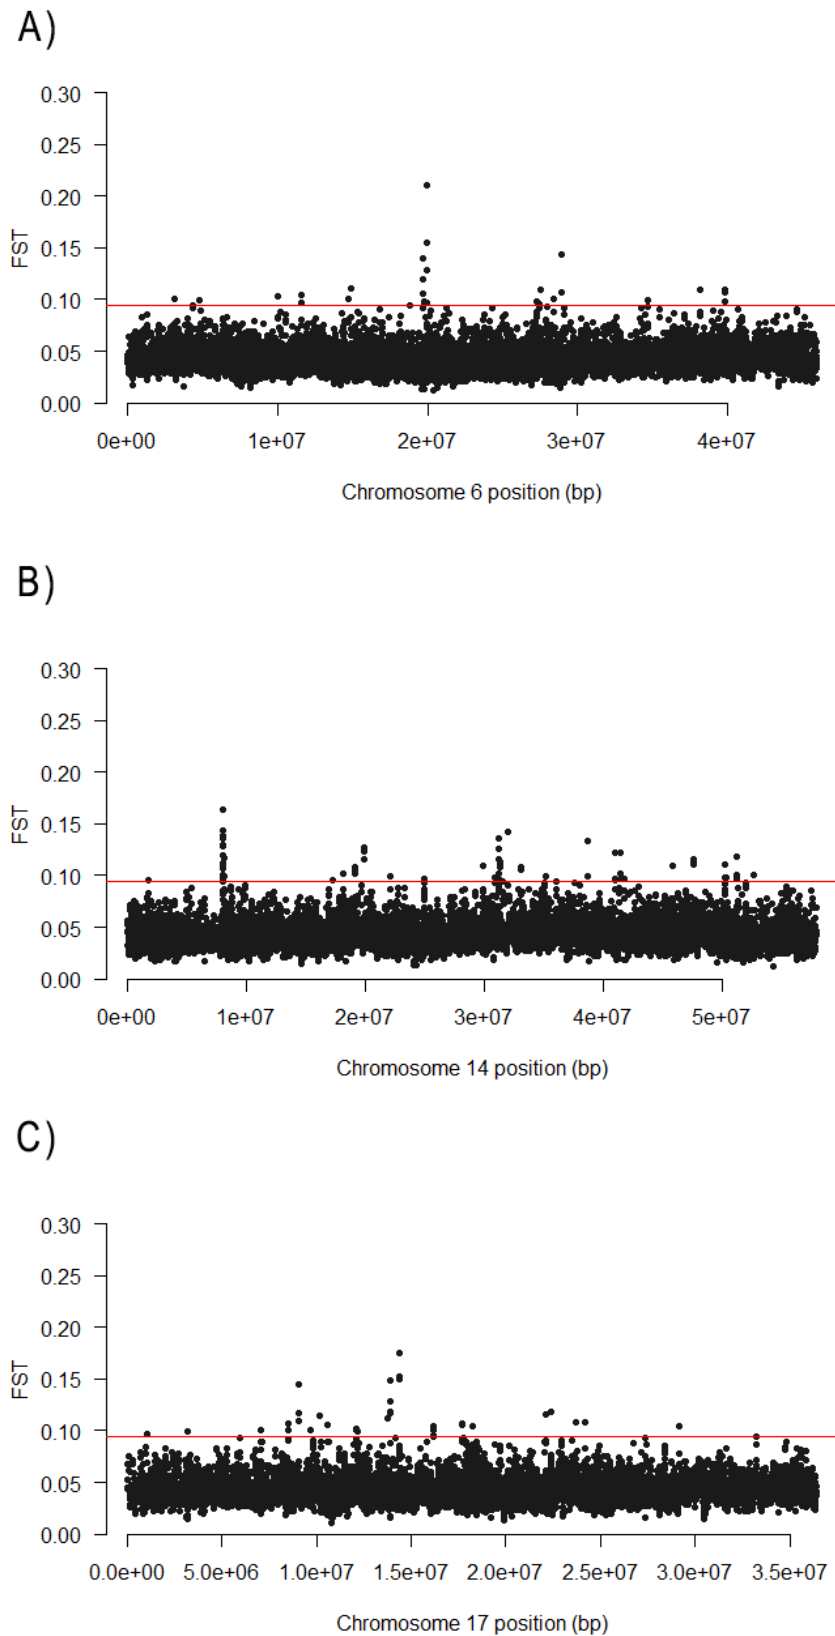 A)
0.30
0.25
0.20
0.15
0.10
0.05
0.00
FST
0e+00 1e+07 2e+07 3e+07 4e+07
Chromosome 6 position (bp)
B)
0.30
0.25
0.20
0.15
0.10
0.05
0.00
FST
0e+00 1e+07 2e+07 3e+07 4e+07 5e+07
Chromosome 14 position (bp)
C)
0.30
0.25
0.20
0.15
0.10
0.05
0.00
FST
0.0e+00 5.0e+06 1.0e+07 1.5e+07 2.0e+07 2.5e+07 3.0e+07 3.5e+07
Chromosome 17 position (bp)